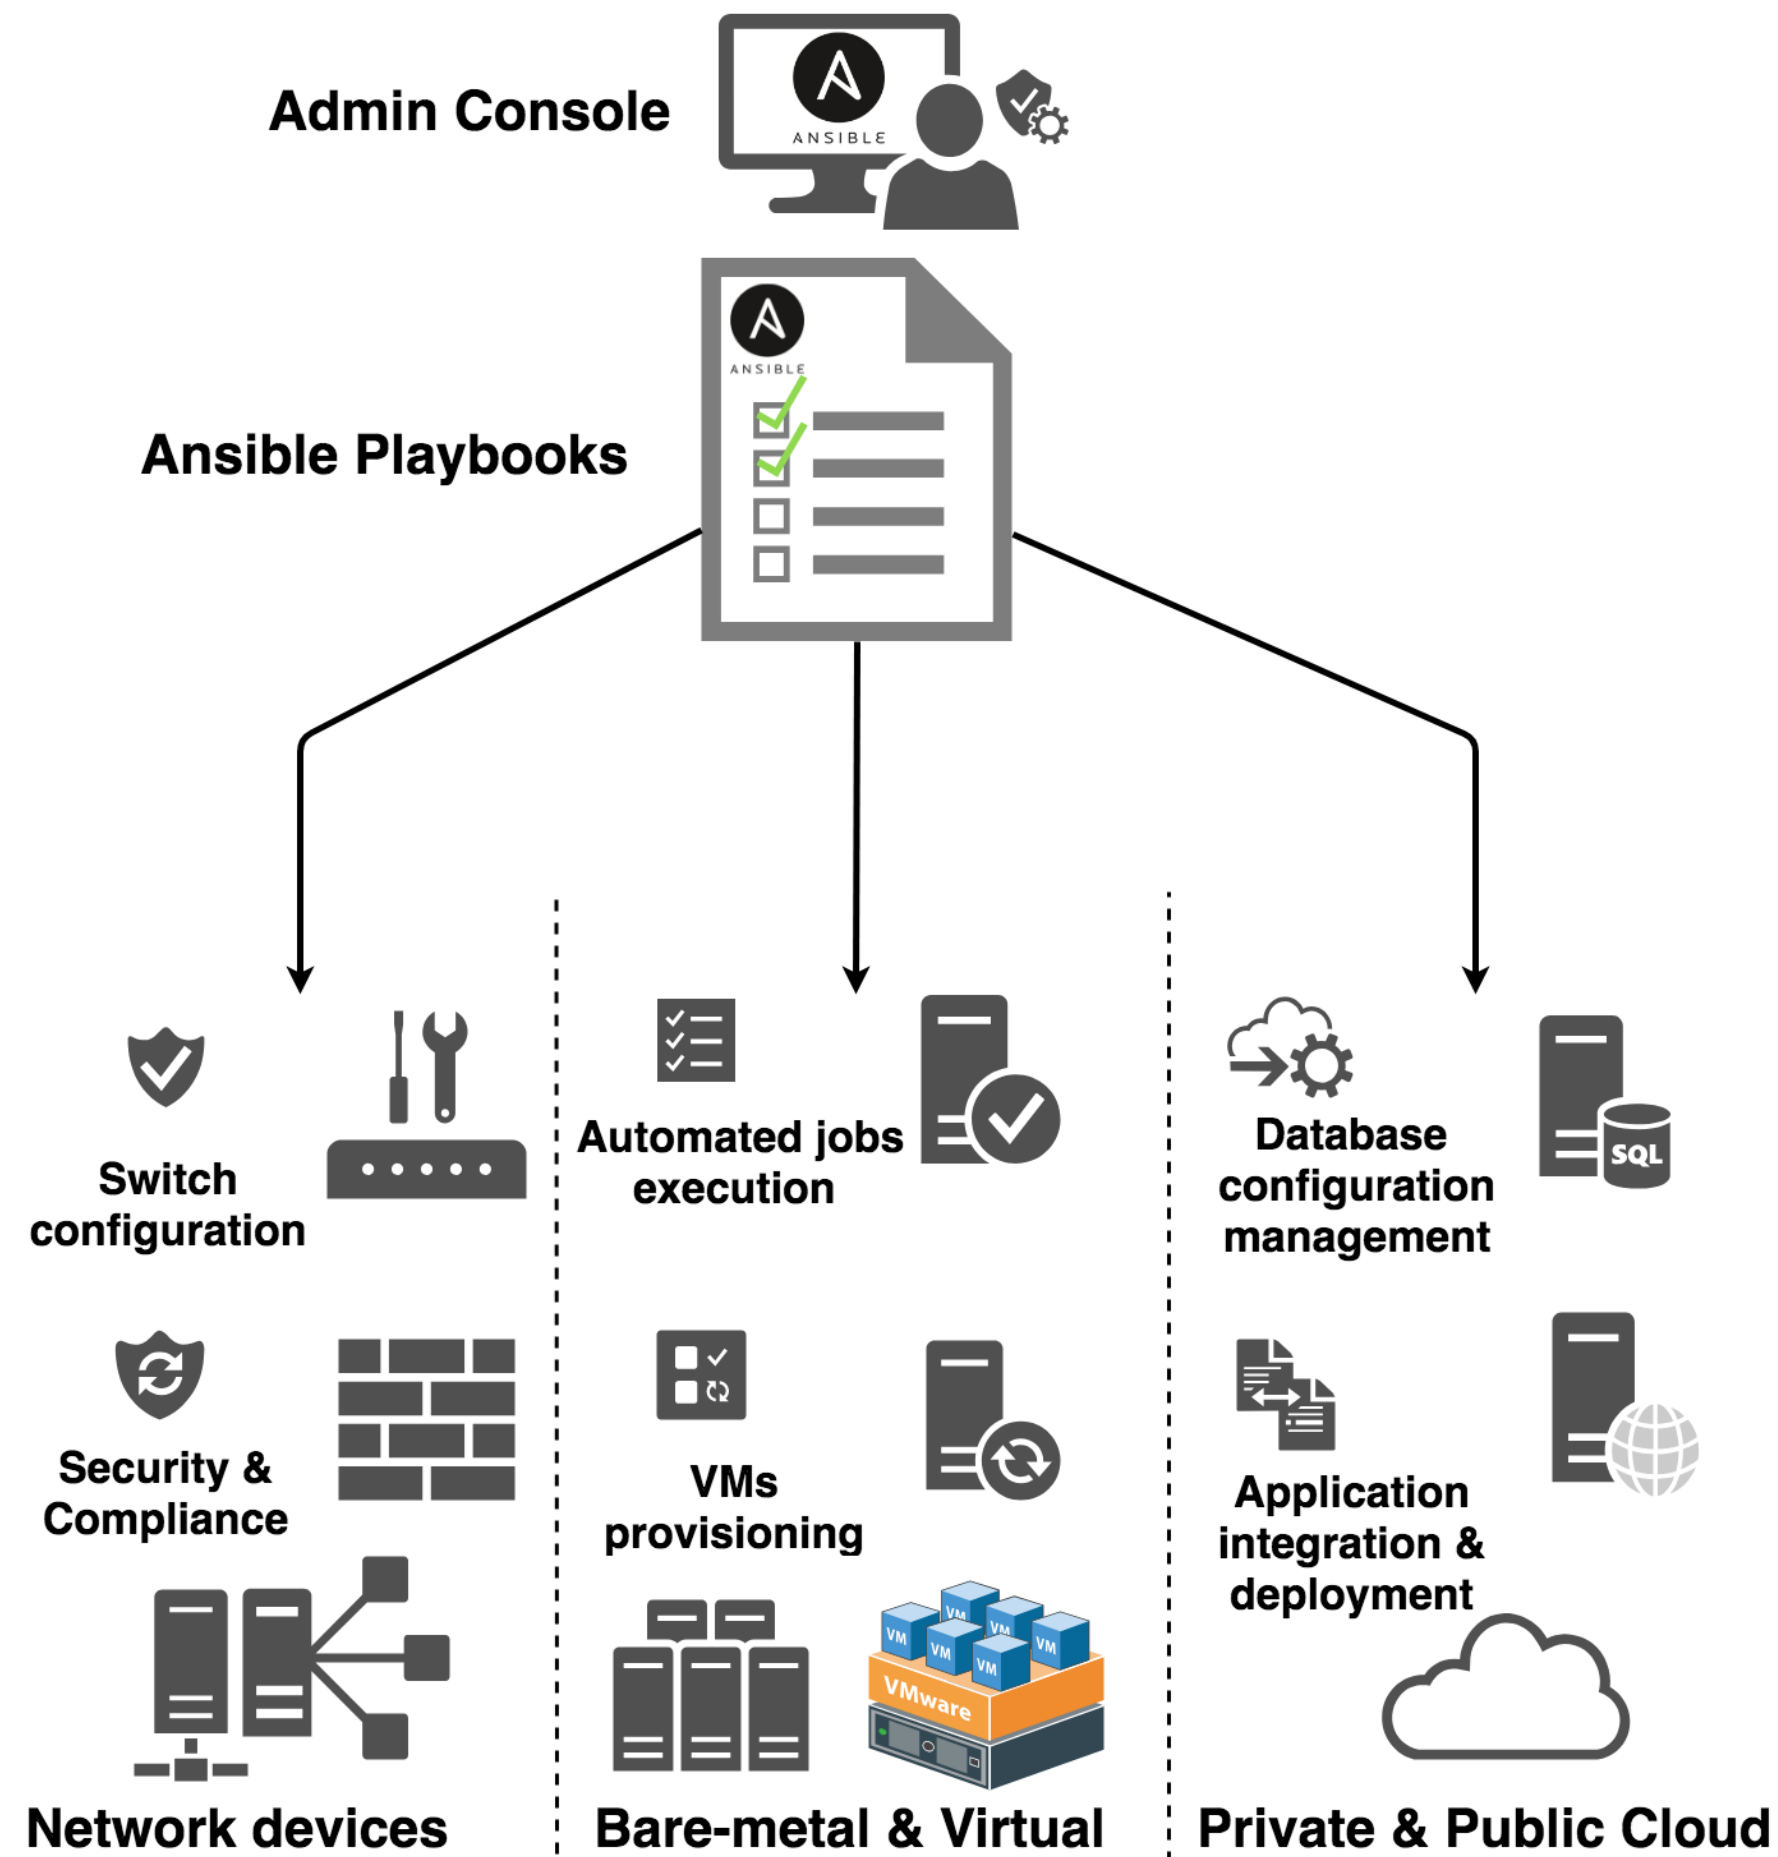 Admin Console
ANSIBLE
ANSIBLE
Ansible Playbooks
Switch
configuration
Automated jobs
execution
Database
configuration
management
SQL
Security &
Compliance
VMs
provisioning
Application
integration &
deployment
VM
VM
VM
VM
VM
VM
VMware
Network devices
Bare-metal & Virtual
Private & Public Cloud